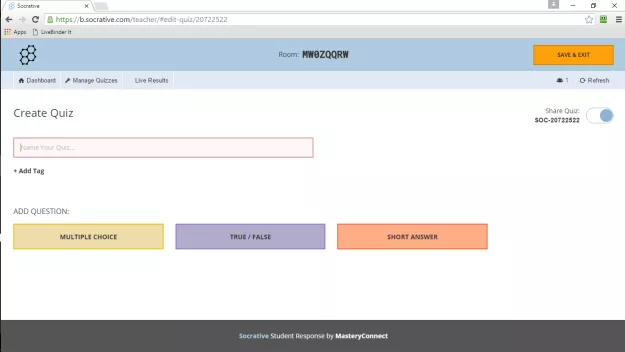 Socrative
https://b.socrative.com/teacher/#edit-quiz/20722522
Apps LiveBinder It
Room: MW0ZQQRW
SAVE & EXIT
Dashboard Manage Quizzes Live Results 1 Refresh
Create Quiz
Share Quiz:
SOC-20722522
Name Your Quiz...
+ Add Tag
ADD QUESTION:
MULTIPLE CHOICE TRUE / FALSE SHORT ANSWER
Socrative Student Response by MasteryConnect